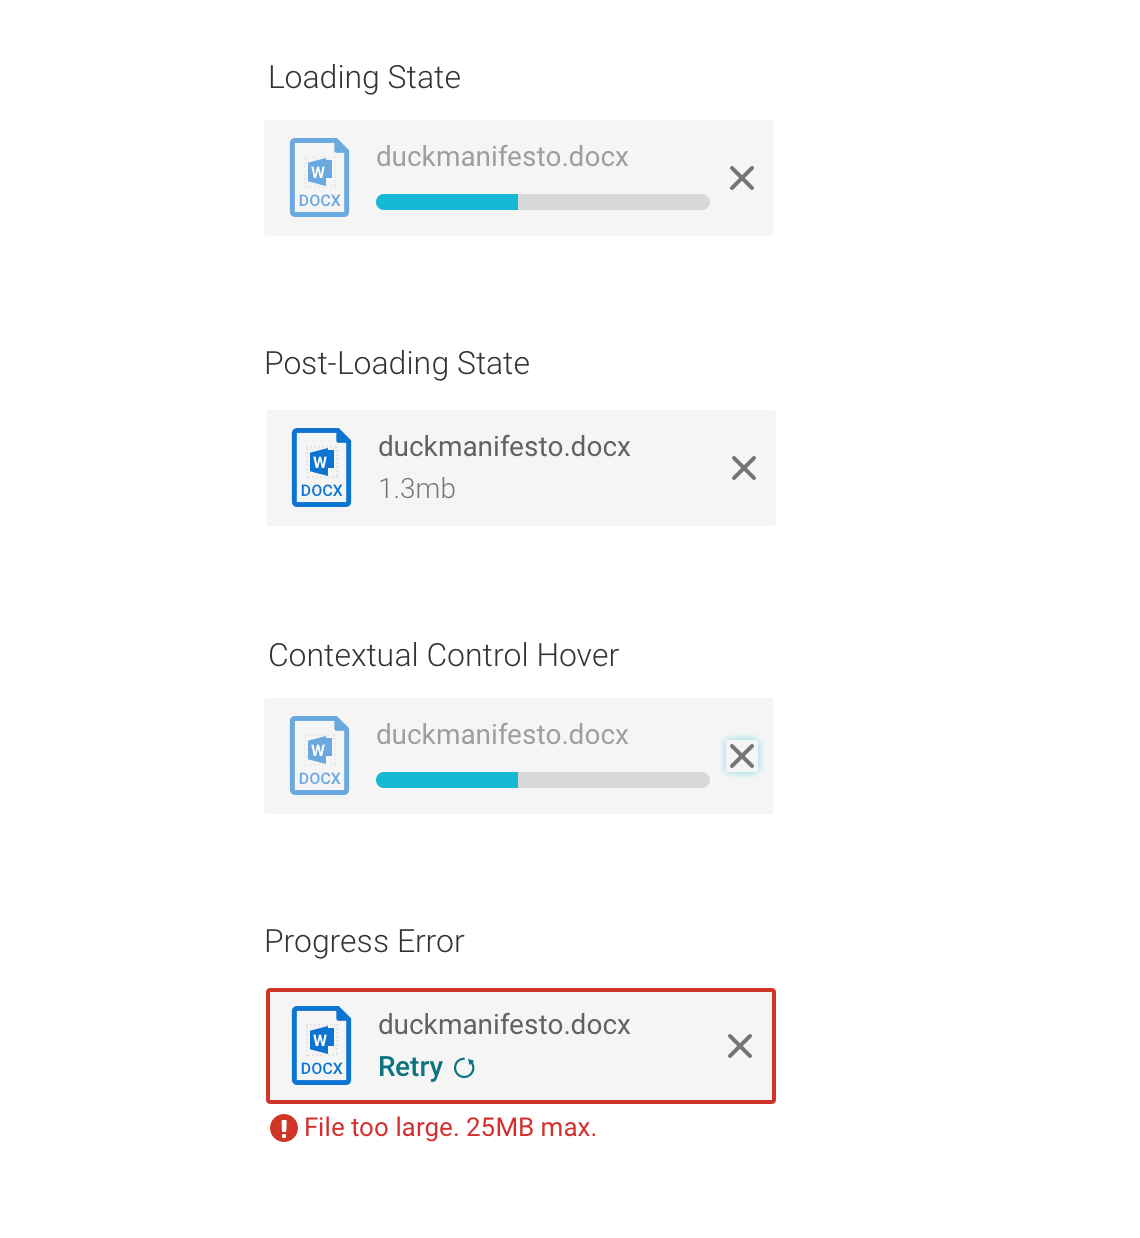 Loading State
duckmanifesto.docx
W
DOCX
Post-Loading State
duckmanifesto.docx
W
DOCX
1.3mb
Contextual Control Hover
duckmanifesto.docx
W
DOCX
Progress Error
duckmanifesto.docx
W
DOCX
Retry
File too large. 25MB max.